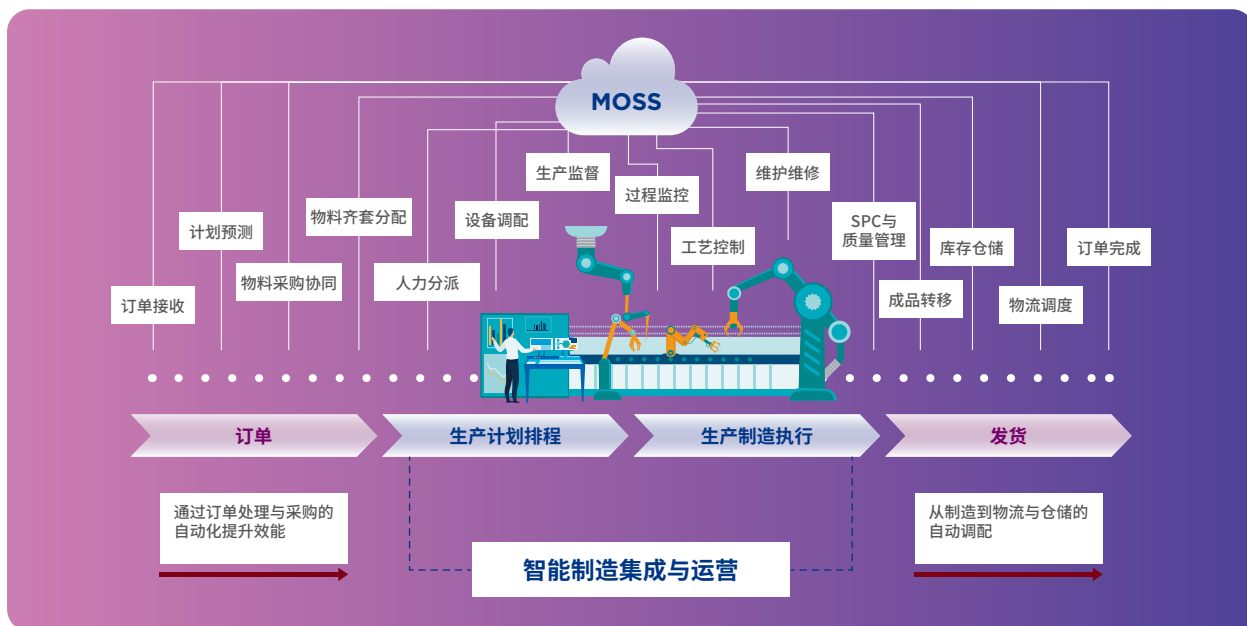 MOSS
生产监督
维护维修
过程监控
物料齐套分配
设备调配
SPC与
质量管理
计划预测
工艺控制
库存仓储
订单完成
物料采购协同
人力分派
成品转移
订单接收
物流调度
订单
生产计划排程
生产制造执行
发货
通过订单处理与采购的
自动化提升效能
从制造到物流与仓储的
自动调配
智能制造集成与运营